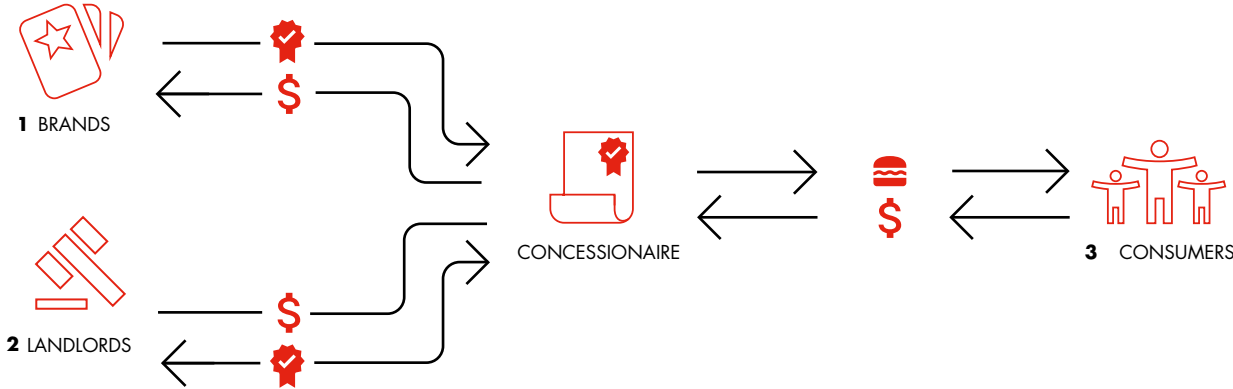 1 BRANDS
CONCESSIONAIRE
2 LANDLORDS
3 CONSUMERS
$
$
$